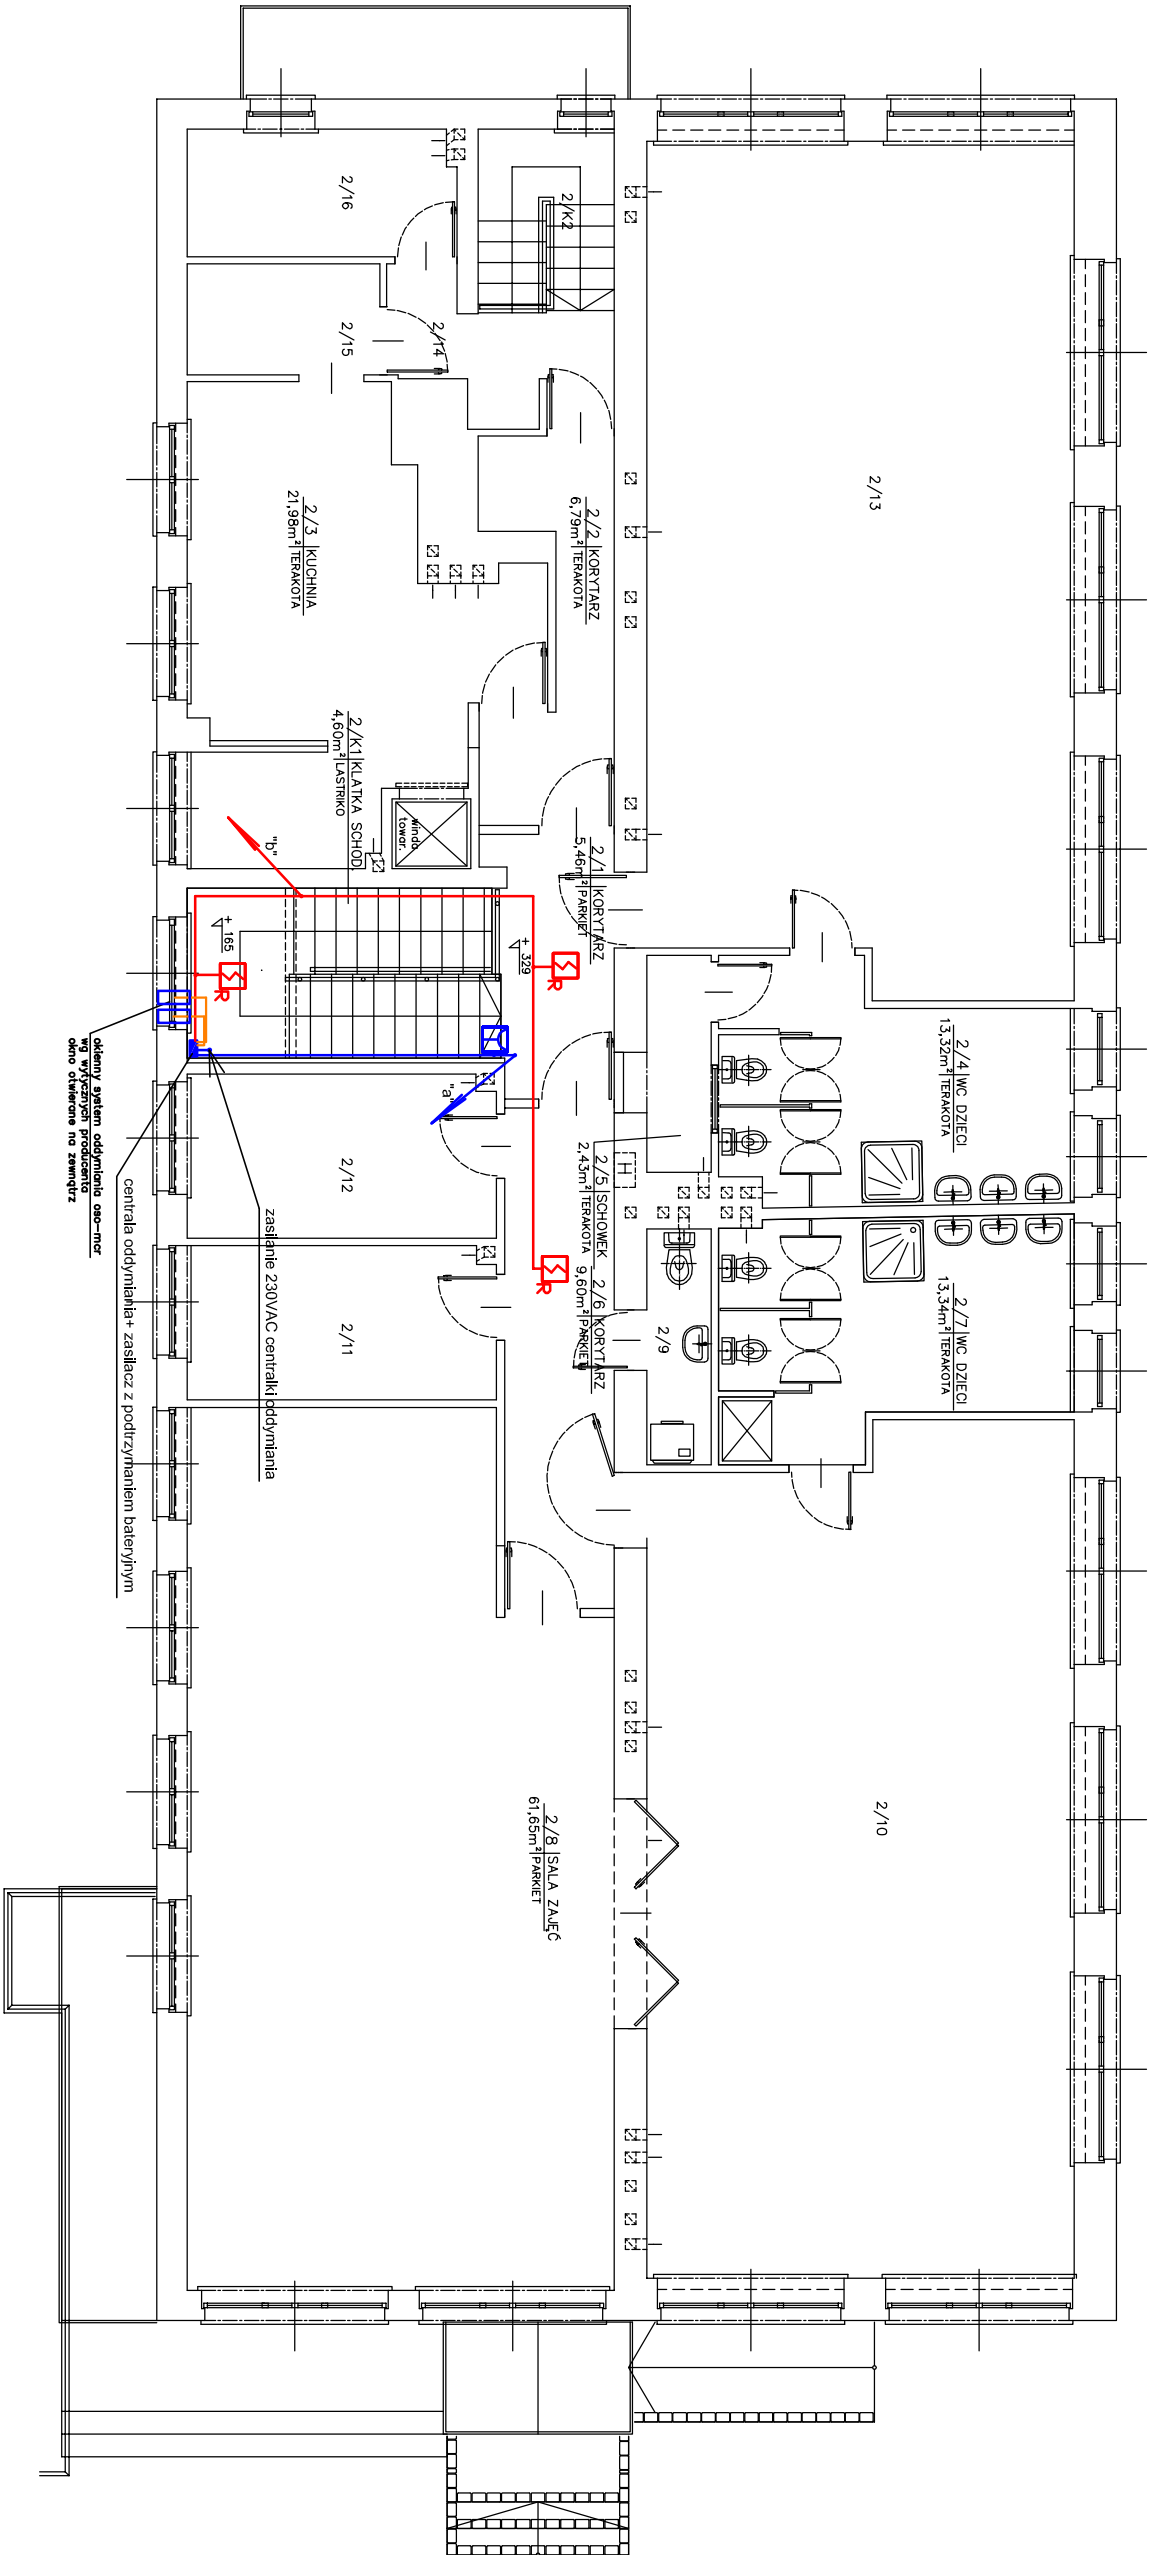 2/16
2/K2
2/15
2/14
2/13
2/3 KUCHNIA
21,98m² TERAKOTA
2/2 KORYTARZ
6,79m² TERAKOTA
2/K1 KLATKA SCHOD.
4,60m² LASTRIKO
winda
towar.
"b"
2/1 KORYTARZ
5,46m² PARKIET
+ 165
+ 329
R
R
R
"a"
2/4 WC DZIECI
13,32m² TERAKOTA
2/5 SCHOWEK
2,43m² TERAKOTA
H
2/6 KORYTARZ
9,60m² PARKIET
2/7 WC DZIECI
13,34m² TERAKOTA
2/9
2/12
2/11
okienny system oddymiania oso-mcr
wg wytycznych producenta
okno otwierane na zewnątrz
zasilanie 230VAC centralki oddymiania
centrala oddymiania+ zasilacz z podtrzymaniem bateryjnym
2/8 SALA ZAJĘĆ
61,65m² PARKIET
2/10